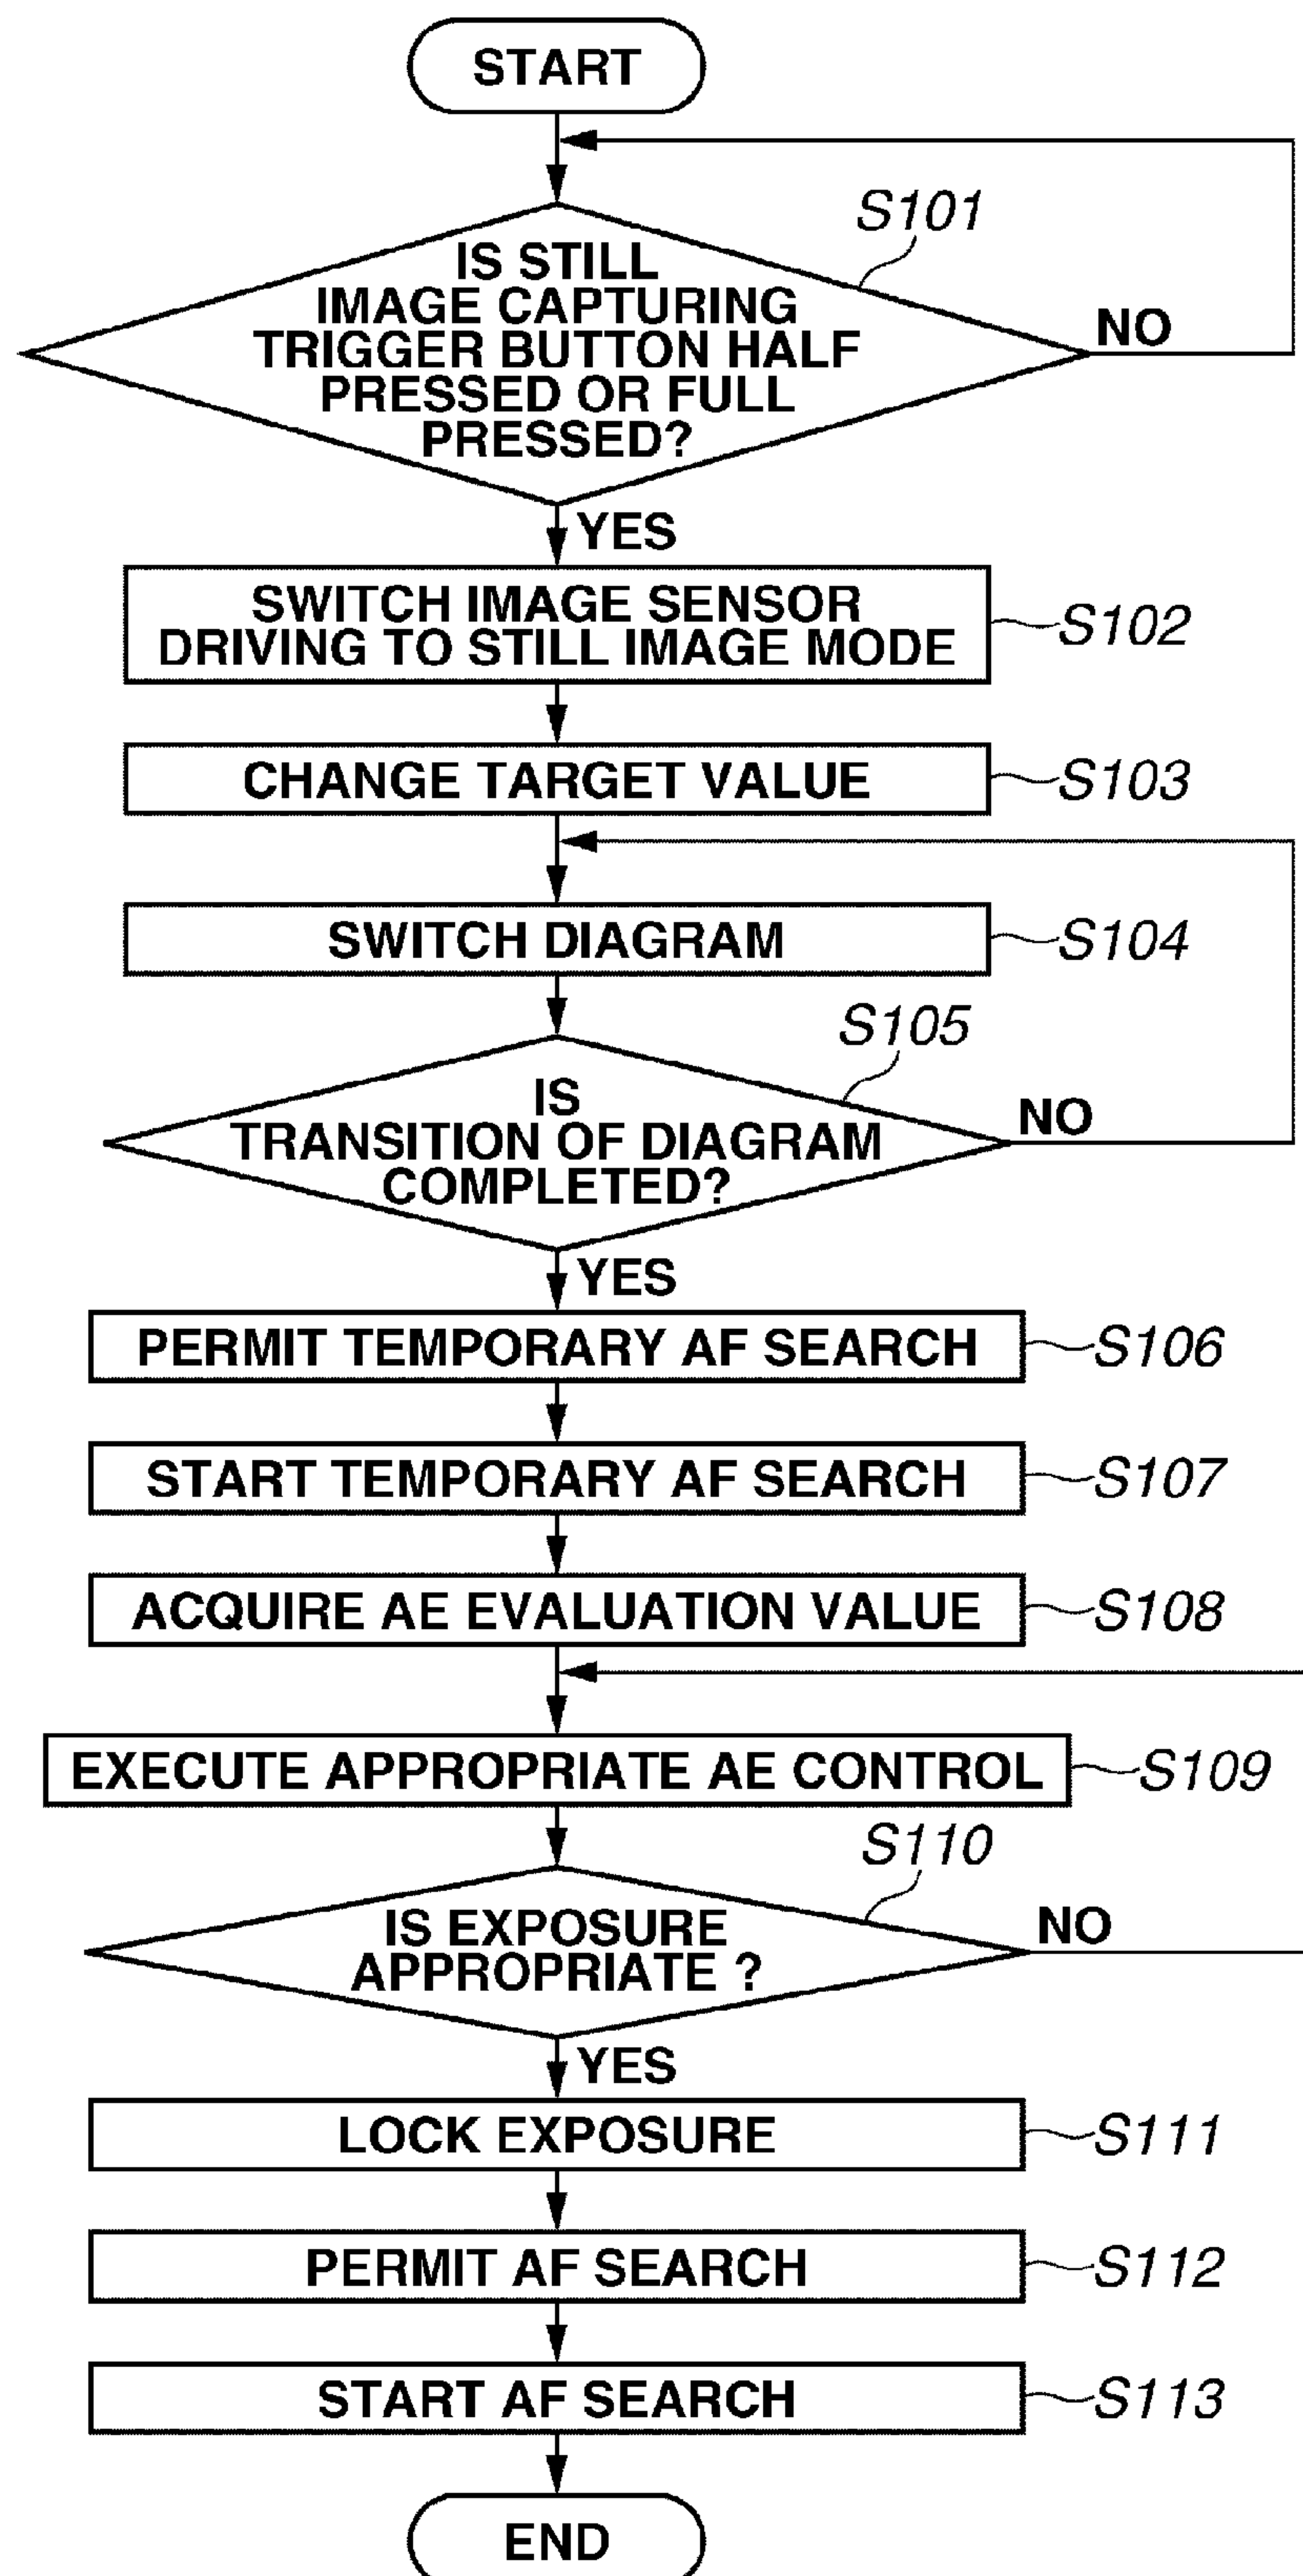 START
S101
IS STILL
IMAGE CAPTURING
TRIGGER BUTTON HALF
PRESSED OR FULL
PRESSED?
NO
YES
SWITCH IMAGE SENSOR
DRIVING TO STILL IMAGE MODE
S102
CHANGE TARGET VALUE
S103
SWITCH DIAGRAM
S104
S105
IS
TRANSITION OF DIAGRAM
COMPLETED?
NO
YES
PERMIT TEMPORARY AF SEARCH
S106
START TEMPORARY AF SEARCH
S107
ACQUIRE AE EVALUATION VALUE
S108
EXECUTE APPROPRIATE AE CONTROL
S109
S110
IS EXPOSURE
APPROPRIATE ?
NO
YES
LOCK EXPOSURE
S111
PERMIT AF SEARCH
S112
START AF SEARCH
S113
END